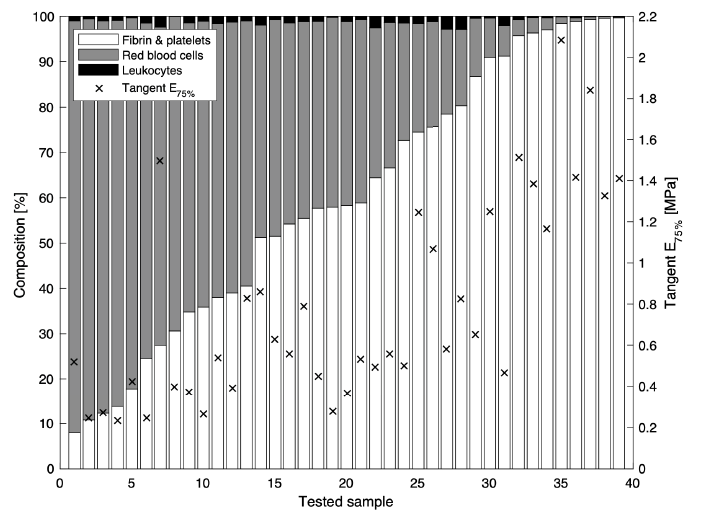 100
90
80
70
60
50
40
30
20
10
0
Composition [%]
Fibrin & platelets
Red blood cells
Leukocytes
Tangent E75%
2.2
2
1.8
1.6
1.4
1.2
1
0.8
0.6
0.4
0.2
0
Tangent E75% [MPa]
0 5 10 15 20 25 30 35 40
Tested sample